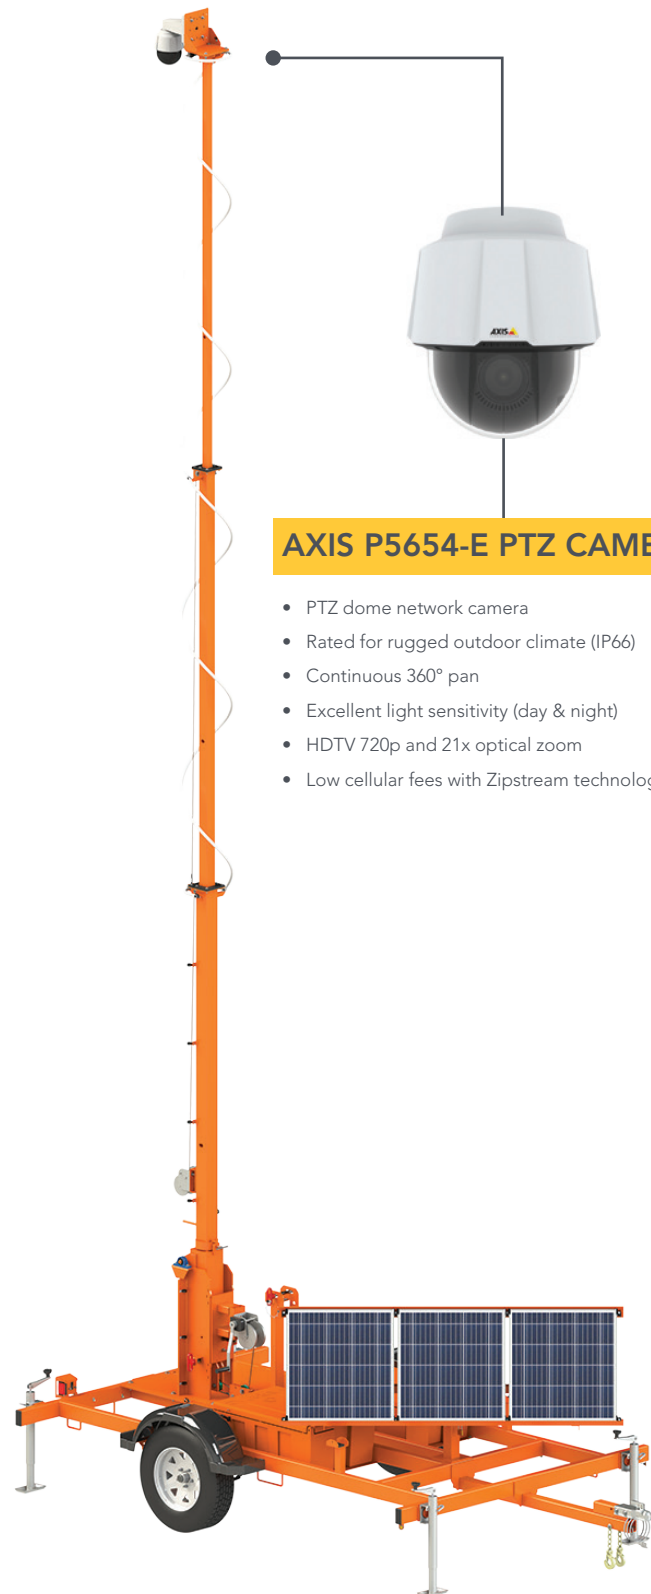 AXIS
AXIS P5654-E PTZ CAME
• PTZ dome network camera
• Rated for rugged outdoor climate (IP66)
• Continuous 360° pan
• Excellent light sensitivity (day & night)
• HDTV 720p and 21x optical zoom
• Low cellular fees with Zipstream technolog